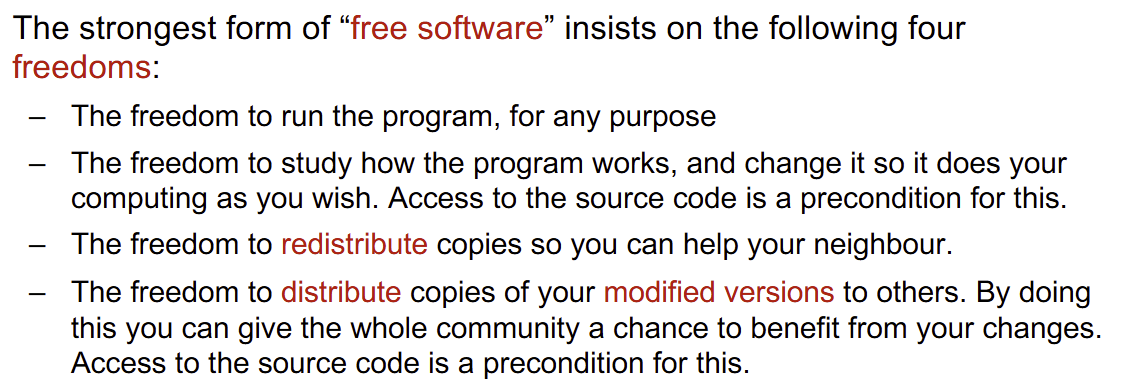 The strongest form of “free software” insists on the following four
freedoms:
– The freedom to run the program, for any purpose
– The freedom to study how the program works, and change it so it does your
computing as you wish. Access to the source code is a precondition for this.
– The freedom to redistribute copies so you can help your neighbour.
– The freedom to distribute copies of your modified versions to others. By doing
this you can give the whole community a chance to benefit from your changes.
Access to the source code is a precondition for this.